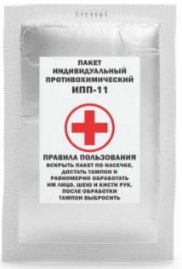 ПАКЕТ
ИНДИВИДУАЛЬНЫЙ
ПРОТИВОХИМИЧЕСКИЙ
ИПП-11
ПРАВИЛА ПОЛЬЗОВАНИЯ
ВСКРЫТЬ ПАКЕТ ПО НАСЕЧКЕ,
ДОСТАТЬ ТАМПОН И
РАВНОМЕРНО ОБРАБОТАТЬ
ИМ ЛИЦО, ШЕЮ И КИСТИ РУК.
ПОСЛЕ ОБРАБОТКИ
ТАМПОН ВЫБРОСИТЬ